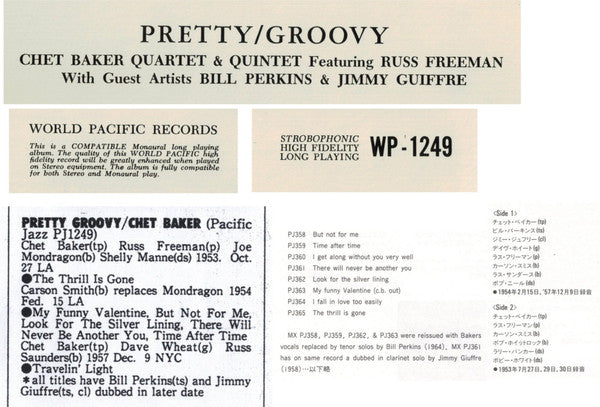 PRETTY/GROOVY
CHET BAKER QUARTET & QUINTET Featuring RUSS FREEMAN
With Guest Artists BILL PERKINS & JIMMY GUIFFRE
WORLD PACIFIC RECORDS
This is a COMPATIBLE Monaural long playing
album. The quality of this WORLD PACIFIC high
fidelity record will be greatly enhanced when played
on Stereo equipment. The album is fully compatible
for both Stereo and Monaural play.
STROBOPHONIC
HIGH FIDELITY
LONG PLAYING
WP-1249
PRETTY GROOVY/CHET BAKER (Pacific
Jazz PJ1249)
Chet Baker(tp) Russ Freeman(p) Joe
Mondragon(b) Shelly Manne(ds) 1953. Oct.
27 LA
●The Thrill Is Gone
Carson Smith(b) replaces Mondragon 1954
Fed. 15 LA
●My Funny Valentine, But Not For Me,
Look For The Silver Lining, There Will
Never Be Another You, Time After Time
Chet Baker(tp) Dave Wheat(g) Russ
Saunders(b) 1957 Dec. 9 NYC
●Travelin' Light
*all titles have Bill Perkins(ts) and Jimmy
Giuffre(ts, cl) dubbed in later date
PJ358 But not for me
PJ359 Time after time
PJ360 I get along without you very well
PJ361 There will never be another you
PJ362 Look for the silver lining
PJ363 My funny Valentine (c.b. out)
PJ364 I fall in love too easily
PJ365 The thrill is gone
MX PJ358, PJ359, PJ362, & PJ363 were reissued with Bakers
vocals replaced by tenor solos by Bill Perkins (1964), MX PJ361
has on same record a dubbed in clarinet solo by Jimmy Giuffre
(1958)…以下略
<Side 1>
チェット・ベイカー(tp)
ビル・パーキンス(ts)
ジミー・ジュフリー(cl)
デイヴ・ホイート(g)
ラス・フリーマン(p)
カーソン・スミス(b)
ラス・サンダース(b)
ボブ・ニール(ds)
●1954年2月15日、'57年12月9日録音
<Side 2>
チェット・ベイカー(tp)
ラス・フリーマン(p)
カーソン・スミス(b)
ボブ・ホイットロック(b)
ラリー・バンカー(ds)
ボビー・ホワイト(ds)
●1953年7月27日、29日、30日録音